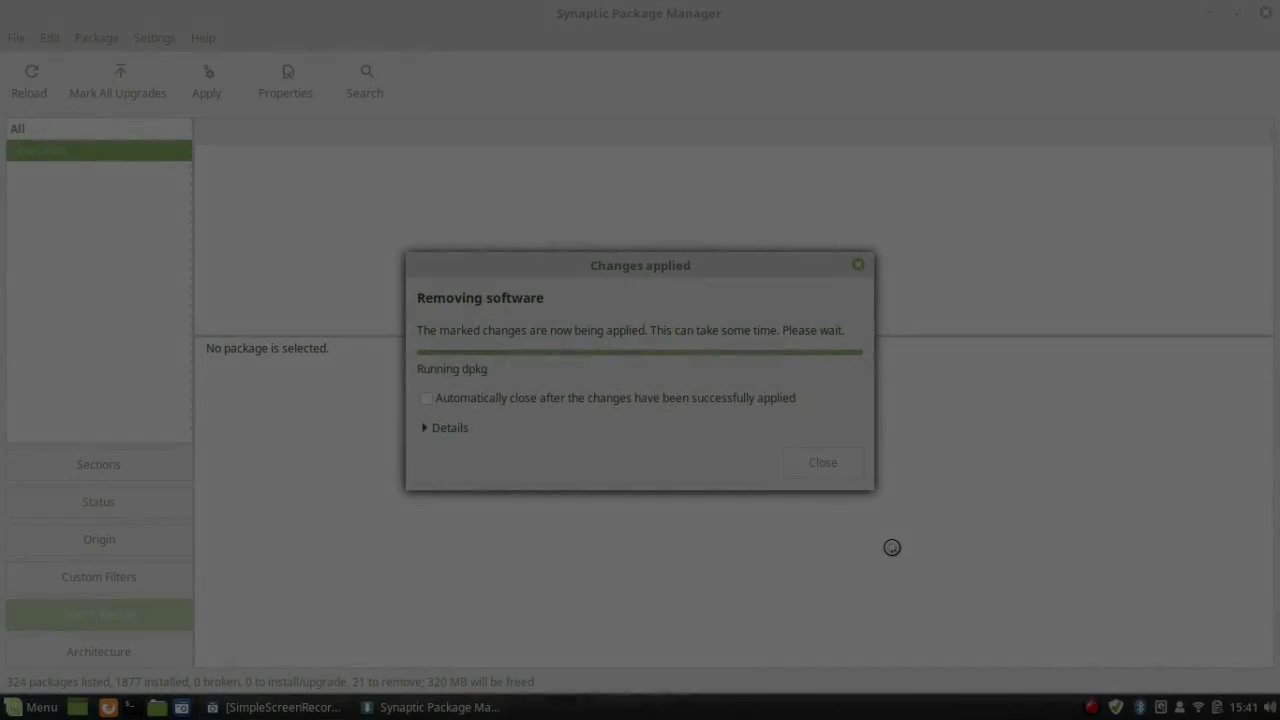 Synaptic Package Manager
File Edit Package Settings Help
Reload Mark All Upgrades Apply Properties Search
All
No package is selected.
Changes applied
Removing software
The marked changes are now being applied. This can take some time. Please wait.
Running dpkg
Automatically close after the changes have been successfully applied
Details
Close
Sections
Status
Origin
Custom Filters
Search Results
Architecture
324 packages listed, 1877 installed, 0 broken. 0 to install/upgrade, 21 to remove; 320 MB will be freed
Menu [SimpleScreenRecor... Synaptic Package Ma... 15:41